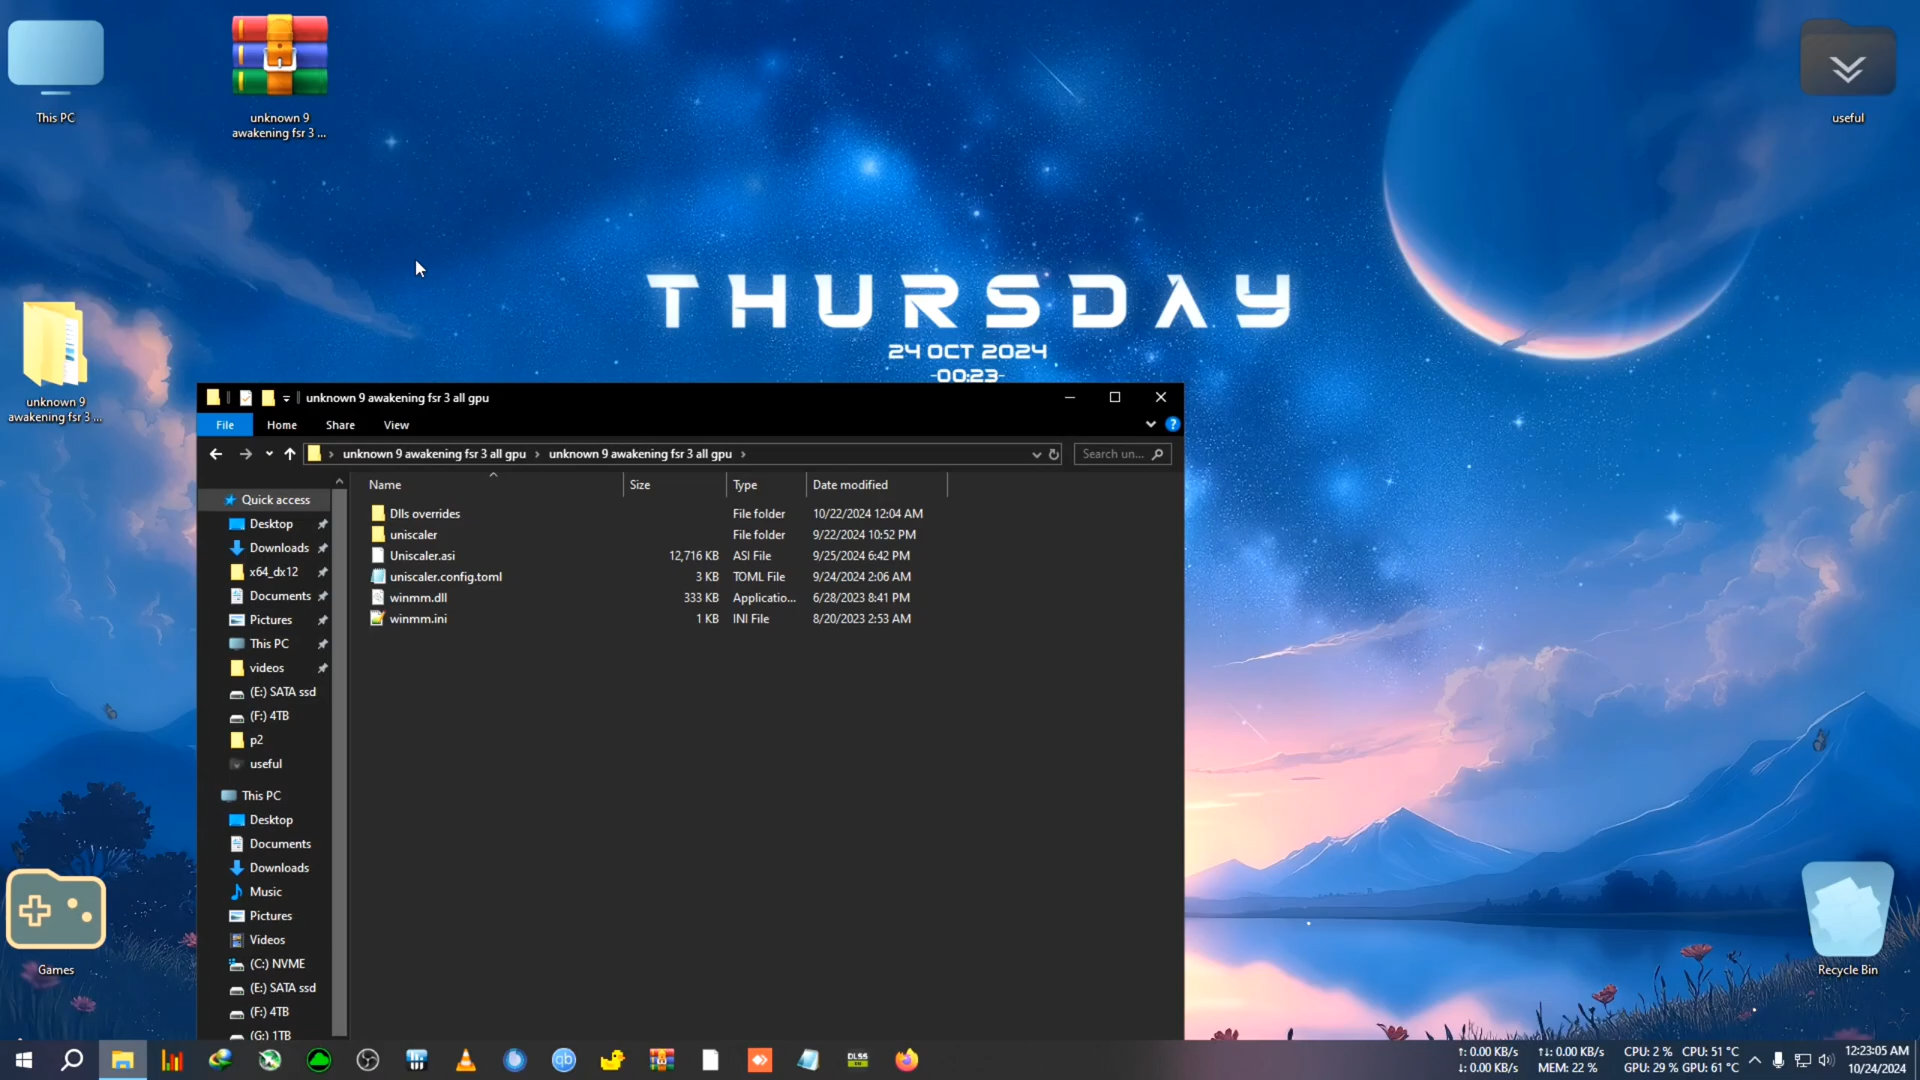 This PC
unknown 9
awakening fsr 3 ...
useful
THURSDAY
24 OCT 2024
-00:23-
unknown 9
awakening fsr 3 ...
unknown 9 awakening fsr 3 all gpu
File
Home
Share
View
?
unknown 9 awakening fsr 3 all gpu
unknown 9 awakening fsr 3 all gpu
Search un...
Name
Size
Type
Date modified
Dlls overrides
File folder
10/22/2024 12:04 AM
uniscaler
File folder
9/22/2024 10:52 PM
Uniscaler.asi
12,716 KB
ASI File
9/25/2024 6:42 PM
uniscaler.config.toml
3 KB
TOML File
9/24/2024 2:06 AM
winmm.dll
333 KB
Applicatio...
6/28/2023 8:41 PM
winmm.ini
1 KB
INI File
8/20/2023 2:53 AM
Quick access
Desktop
Downloads
x64_dx12
Documents
Pictures
This PC
videos
(E:) SATA ssd
(F:) 4TB
p2
useful
This PC
Desktop
Documents
Downloads
Music
Pictures
Videos
(C:) NVME
(E:) SATA ssd
(F:) 4TB
(G:) 1TB
Games
Recycle Bin
qb
DLSS
↑: 0.00 KB/s
↓: 0.00 KB/s
↑↓: 0.00 KB/s
MEM: 22 %
CPU: 2 %
GPU: 29 %
CPU: 51 °C
GPU: 61 °C
12:23:05 AM
10/24/2024